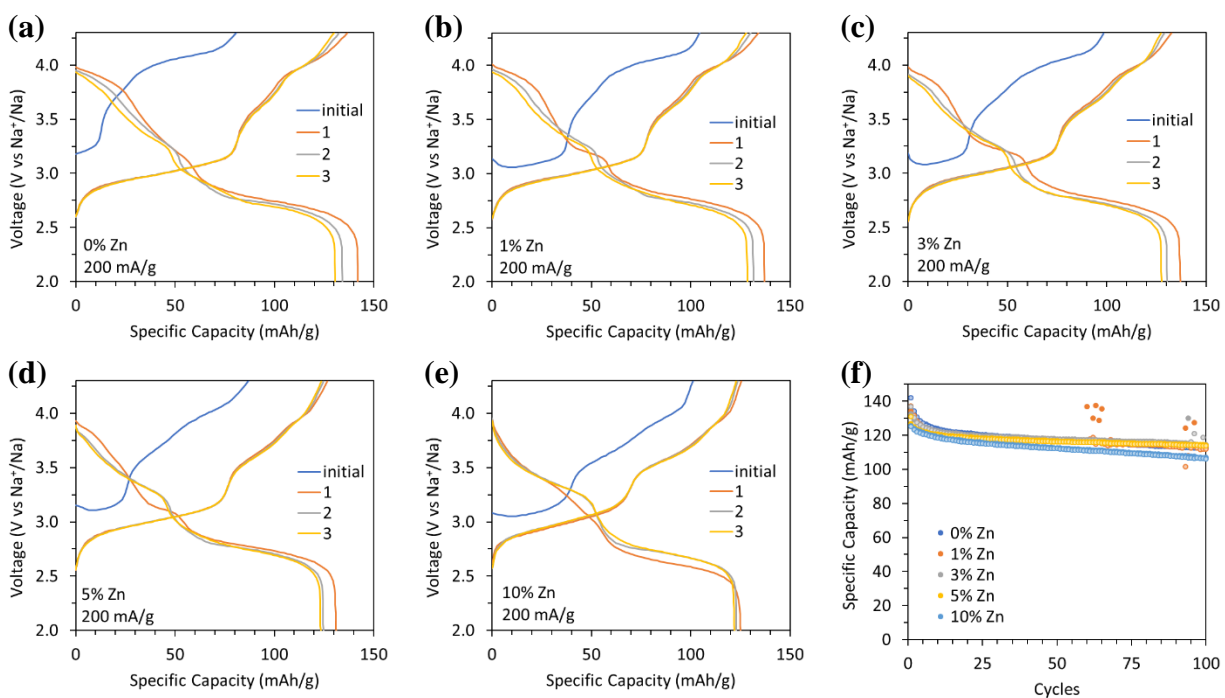 (a)
4.0
3.5
3.0
2.5
2.0
Voltage (V vs Na⁺/Na)
initial
1
2
3
0% Zn
200 mA/g
0 50 100 150
Specific Capacity (mAh/g)
(b)
4.0
3.5
3.0
2.5
2.0
Voltage (V vs Na⁺/Na)
initial
1
2
3
1% Zn
200 mA/g
0 50 100 150
Specific Capacity (mAh/g)
(c)
4.0
3.5
3.0
2.5
2.0
Voltage (V vs Na⁺/Na)
initial
1
2
3
3% Zn
200 mA/g
0 50 100 150
Specific Capacity (mAh/g)
(d)
4.0
3.5
3.0
2.5
2.0
Voltage (V vs Na⁺/Na)
initial
1
2
3
5% Zn
200 mA/g
0 50 100 150
Specific Capacity (mAh/g)
(e)
4.0
3.5
3.0
2.5
2.0
Voltage (V vs Na⁺/Na)
initial
1
2
3
10% Zn
200 mA/g
0 50 100 150
Specific Capacity (mAh/g)
(f)
140
120
100
80
60
40
20
0
Specific Capacity (mAh/g)
0% Zn
1% Zn
3% Zn
5% Zn
10% Zn
0 25 50 75 100
Cycles